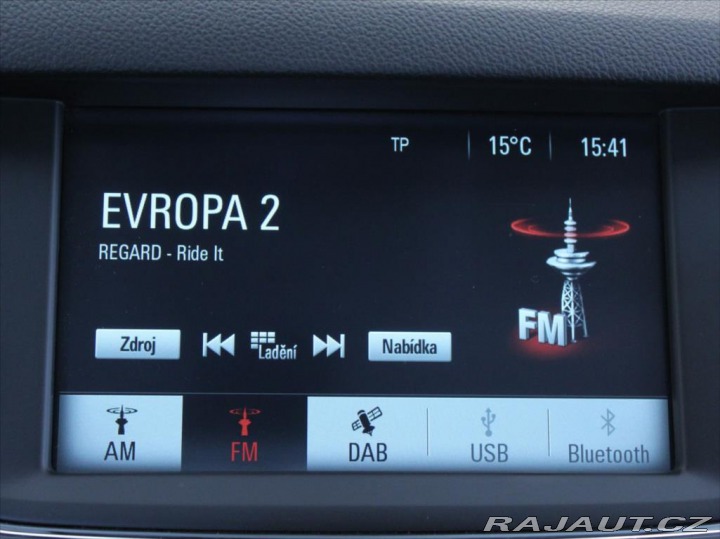 TP 15°C 15:41
EVROPA 2
REGARD - Ride It
FM
Zdroj Ladění Nabídka
AM FM DAB USB Bluetooth
RAJAUT.CZ